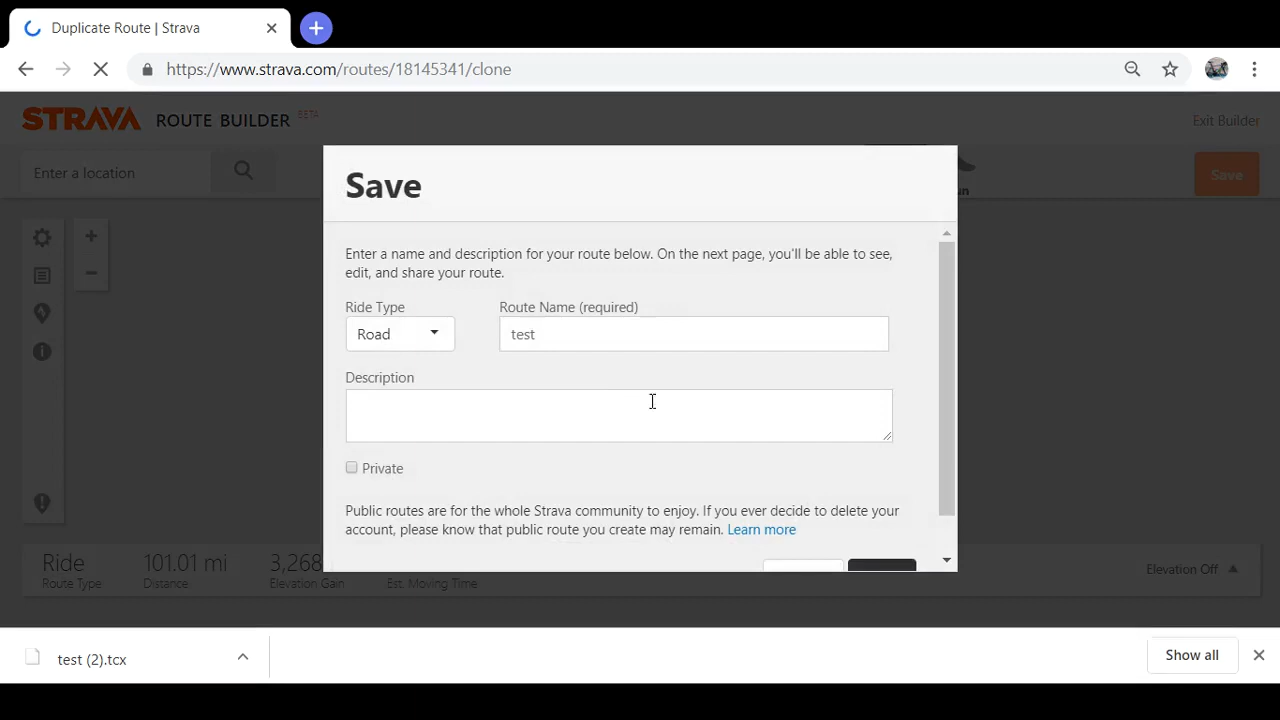 Duplicate Route | Strava
https://www.strava.com/routes/18145341/clone
STRAVA ROUTE BUILDER BETA
Exit Builder
Enter a location
Save
Save
Enter a name and description for your route below. On the next page, you'll be able to see,
edit, and share your route.
Ride Type
Route Name (required)
Road
test
Description
Private
Public routes are for the whole Strava community to enjoy. If you ever decide to delete your
account, please know that public route you create may remain. Learn more
Ride
101.01 mi
3,268
Route Type
Distance
Elevation Gain
Est. Moving Time
Elevation Off
test (2).tcx
Show all